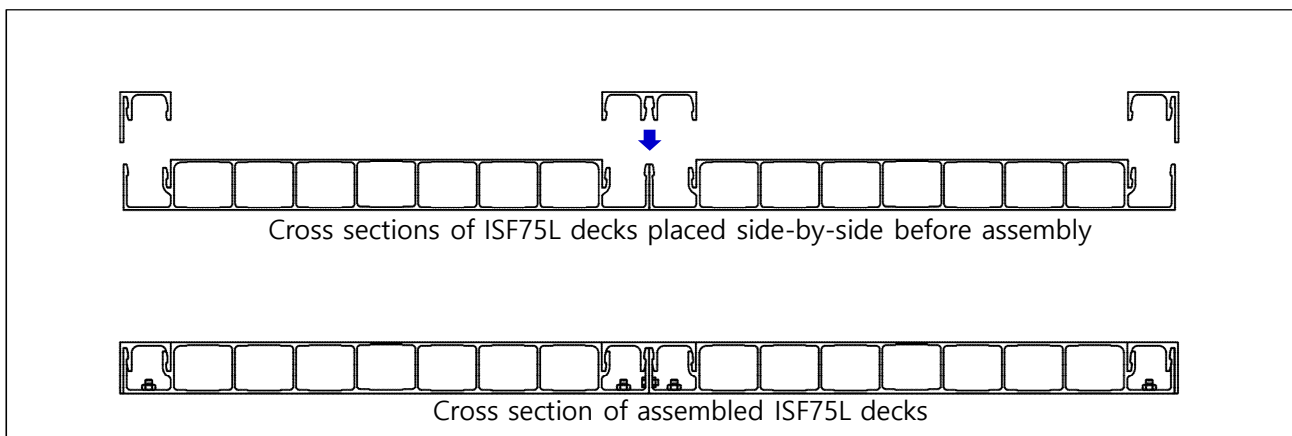 Cross sections of ISF75L decks placed side-by-side before assembly
Cross section of assembled ISF75L decks